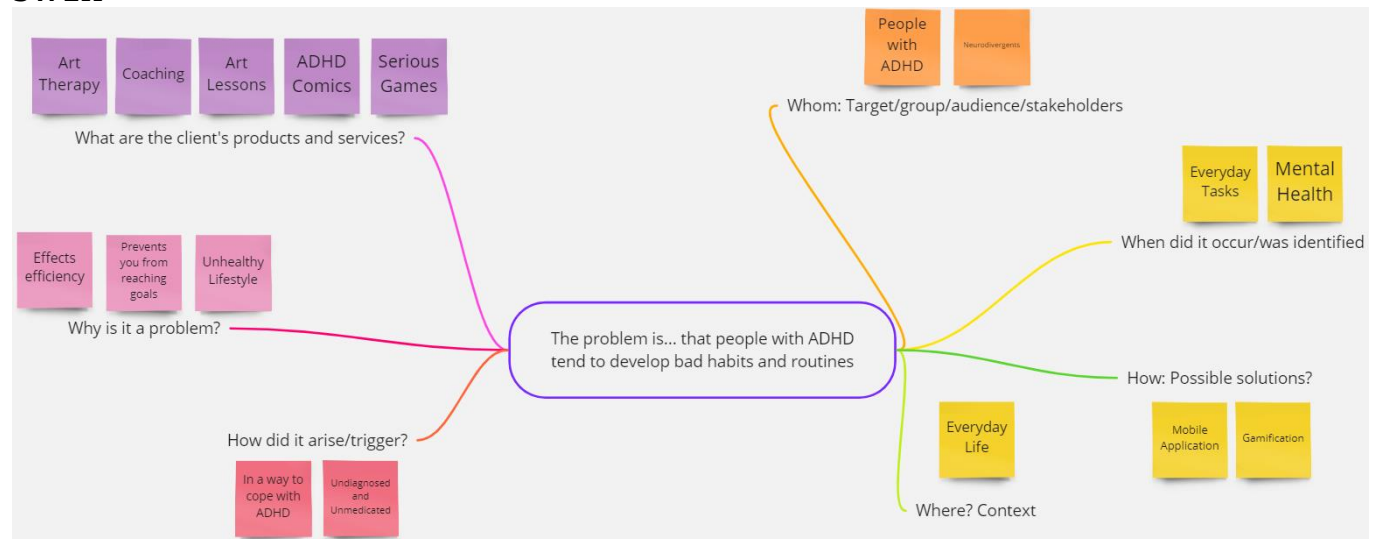 Art
Therapy
Coaching
Art
Lessons
ADHD
Comics
Serious
Games
What are the client's products and services?
People
with
ADHD
Neurodivergents
Whom: Target/group/audience/stakeholders
Everyday
Tasks
Mental
Health
When did it occur/was identified
Effects
efficiency
Prevents
you from
reaching
goals
Unhealthy
Lifestyle
Why is it a problem?
The problem is... that people with ADHD
tend to develop bad habits and routines
How: Possible solutions?
Mobile
Application
Gamification
How did it arise/trigger?
In a way to
cope with
ADHD
Undiagnosed
and
Unmedicated
Everyday
Life
Where? Context